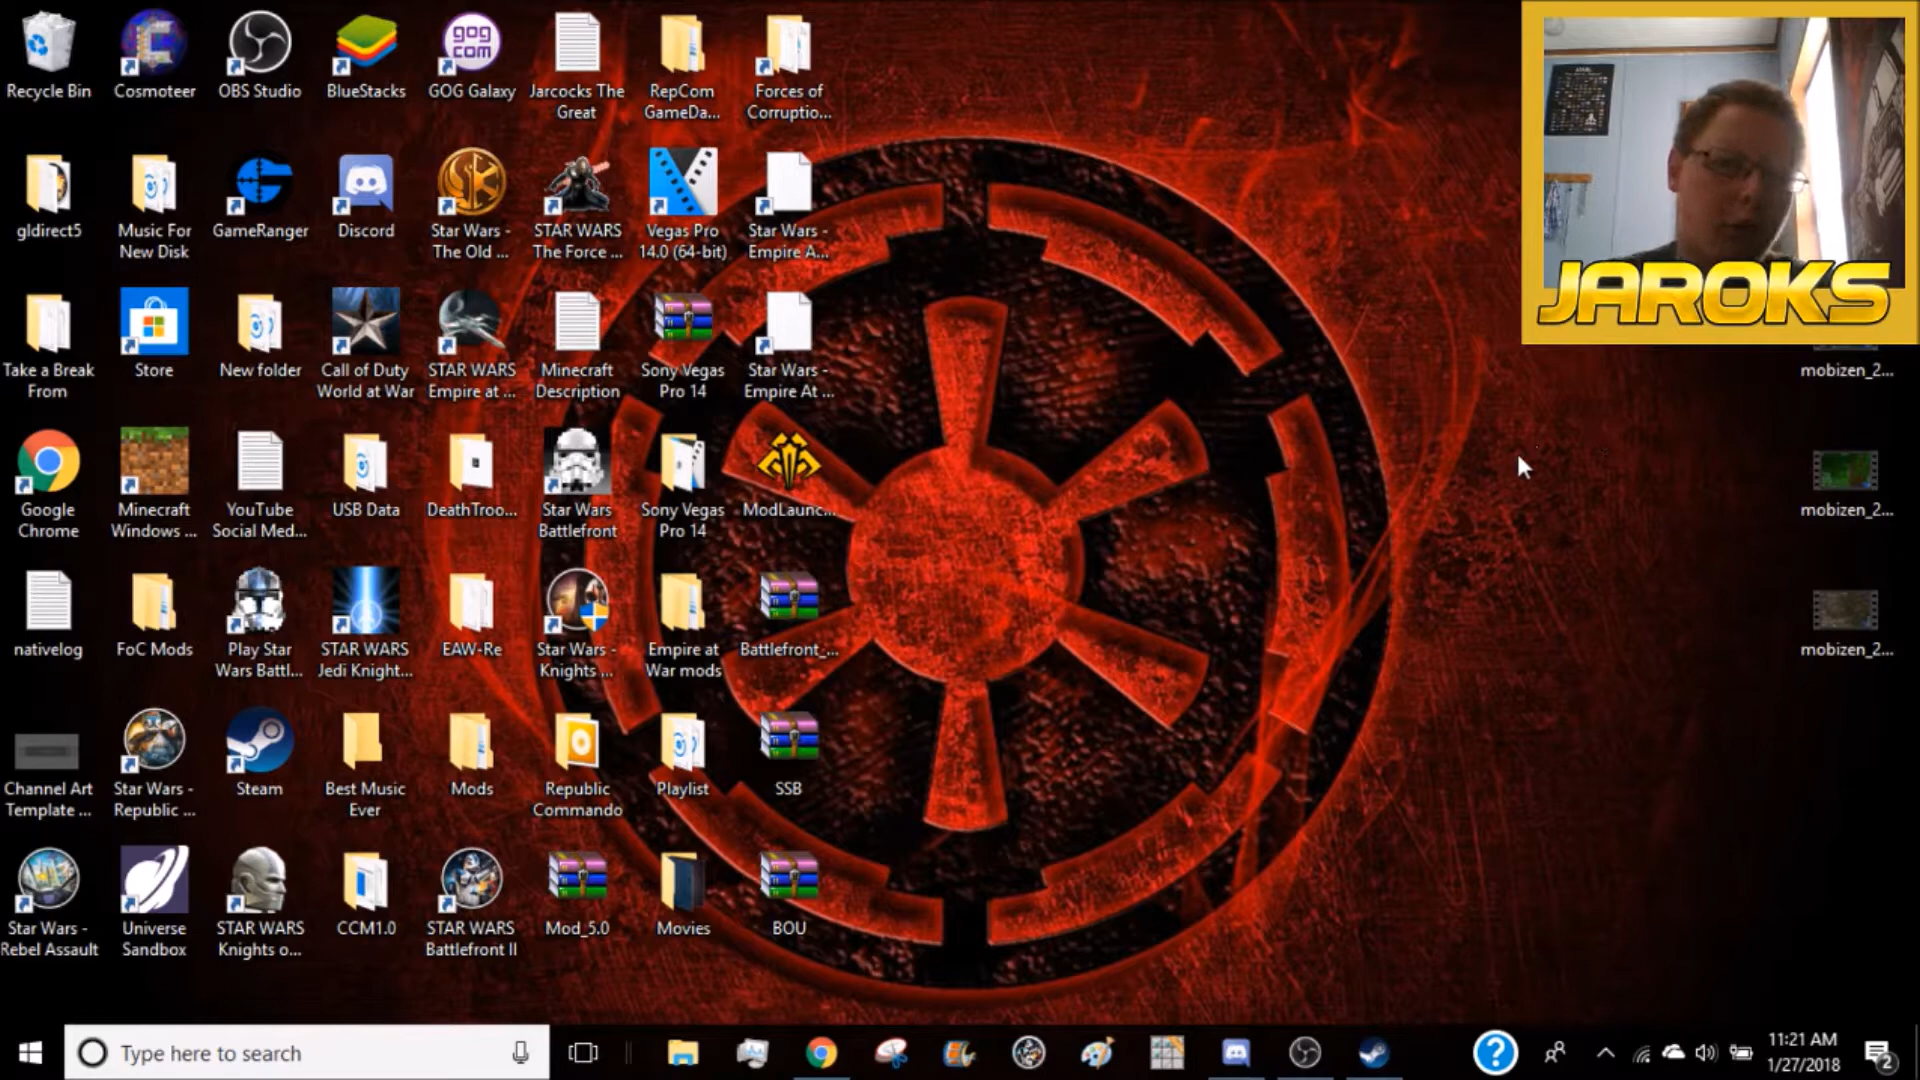 Recycle Bin
Cosmoteer
OBS Studio
BlueStacks
GOG Galaxy
gog
com
Jarcocks The
Great
RepCom
GameDa...
Forces of
Corruptio...
gldirect5
Music For
New Disk
GameRanger
Discord
Star Wars -
The Old ...
STAR WARS
The Force ...
Vegas Pro
14.0 (64-bit)
Star Wars -
Empire A...
JAROKS
Take a Break
From
Store
New folder
Call of Duty
World at War
STAR WARS
Empire at ...
Minecraft
Description
Sony Vegas
Pro 14
Star Wars -
Empire At ...
mobizen_2...
Google
Chrome
Minecraft
Windows ...
YouTube
Social Med...
USB Data
DeathTroo...
Star Wars
Battlefront
Sony Vegas
Pro 14
ModLaunc...
mobizen_2...
nativelog
FoC Mods
Play Star
Wars Battl...
STAR WARS
Jedi Knight...
EAW-Re
Star Wars -
Knights ...
Empire at
War mods
Battlefront_...
mobizen_2...
Channel Art
Template ...
Star Wars -
Republic ...
Steam
Best Music
Ever
Mods
Republic
Commando
Playlist
SSB
Star Wars -
Rebel Assault
Universe
Sandbox
STAR WARS
Knights o...
CCM1.0
STAR WARS
Battlefront II
Mod_5.0
Movies
BOU
Type here to search
?
11:21 AM
1/27/2018
2